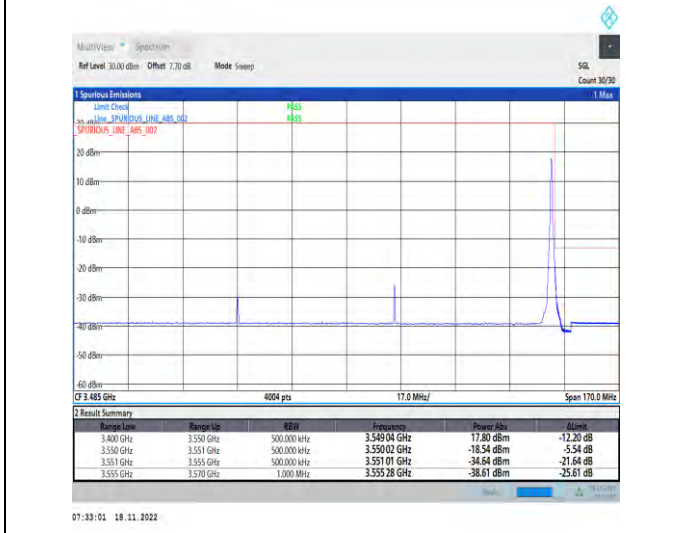 MultiView Spectrum
Ref Level 30.00 dBm Offset 7.70 dB Mode Sweep SGL
Count 30/30
1 Spurious Emissions 1 Max
Limit Check PASS
Line _SPURIOUS_LINE_ABS_002 PASS
_SPURIOUS_LINE_ABS_002
20 dBm
10 dBm
0 dBm
-10 dBm
-20 dBm
-30 dBm
-40 dBm
-50 dBm
-60 dBm
CF 3.485 GHz 4004 pts 17.0 MHz/ Span 170.0 MHz
2 Result Summary
Range Low Range Up RBW Frequency Power Abs ΔLimit
3.400 GHz 3.550 GHz 500.000 kHz 3.549 04 GHz 17.80 dBm -12.20 dB
3.550 GHz 3.551 GHz 500.000 kHz 3.550 02 GHz -18.54 dBm -5.54 dB
3.551 GHz 3.555 GHz 500.000 kHz 3.551 01 GHz -34.64 dBm -21.64 dB
3.555 GHz 3.570 GHz 1.000 MHz 3.555 28 GHz -38.61 dBm -25.61 dB
07:33:01 18.11.2022